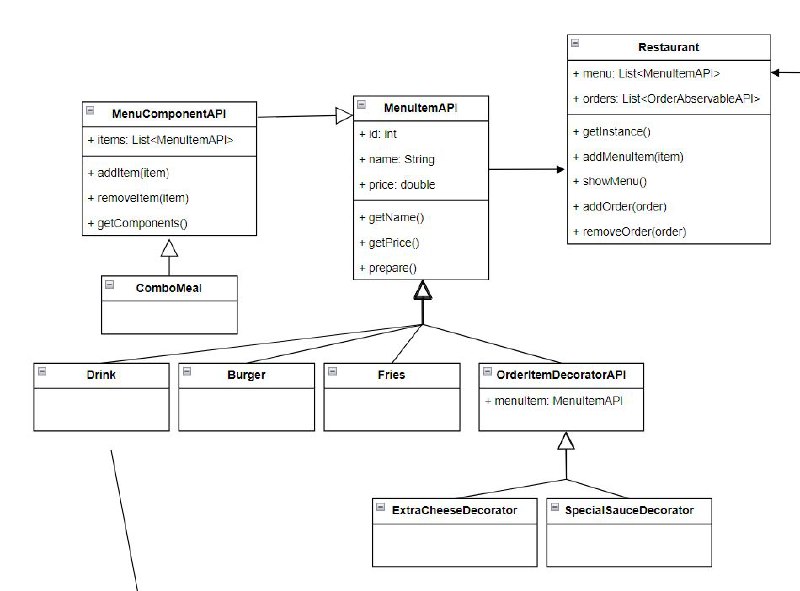 Restaurant
+ menu: List<MenuItemAPI>
+ orders: List<OrderAbservableAPI>
+ getInstance()
+ addMenuItem(item)
+ showMenu()
+ addOrder(order)
+ removeOrder(order)
MenuComponentAPI
+ items: List<MenuItemAPI>
+ addItem(item)
+ removeItem(item)
+ getComponents()
MenuItemAPI
+ id: int
+ name: String
+ price: double
+ getName()
+ getPrice()
+ prepare()
ComboMeal
Drink
Burger
Fries
OrderItemDecoratorAPI
+ menuItem: MenuItemAPI
ExtraCheeseDecorator
SpecialSauceDecorator